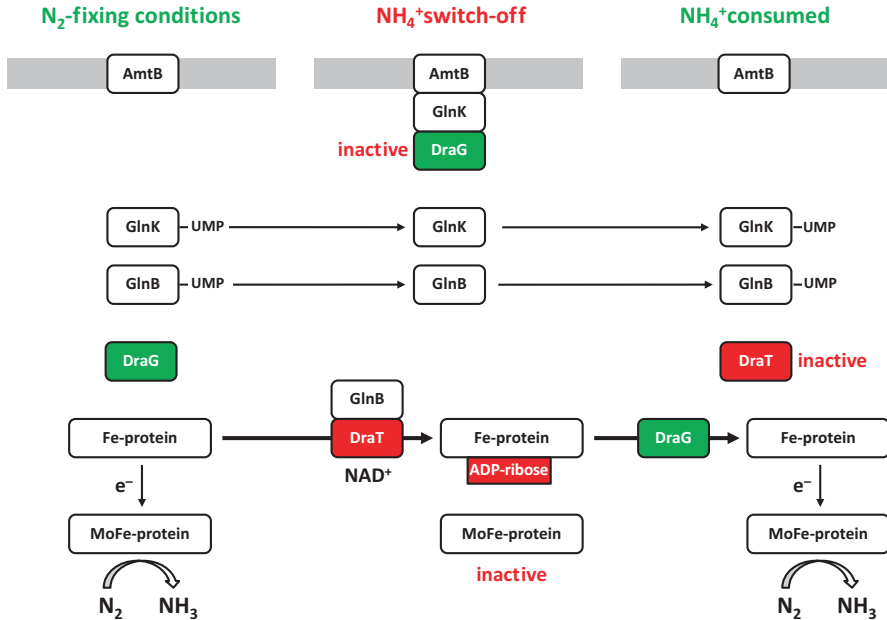 N₂-fixing conditions
NH₄⁺switch-off
NH₄⁺consumed
AmtB
AmtB
AmtB
GlnK
inactive
DraG
GlnK
UMP
GlnK
GlnK
UMP
GlnB
UMP
GlnB
GlnB
UMP
DraG
DraT
inactive
GlnB
Fe-protein
DraT
NAD⁺
Fe-protein
ADP-ribose
DraG
Fe-protein
e⁻
e⁻
MoFe-protein
MoFe-protein
MoFe-protein
inactive
N₂
NH₃
N₂
NH₃